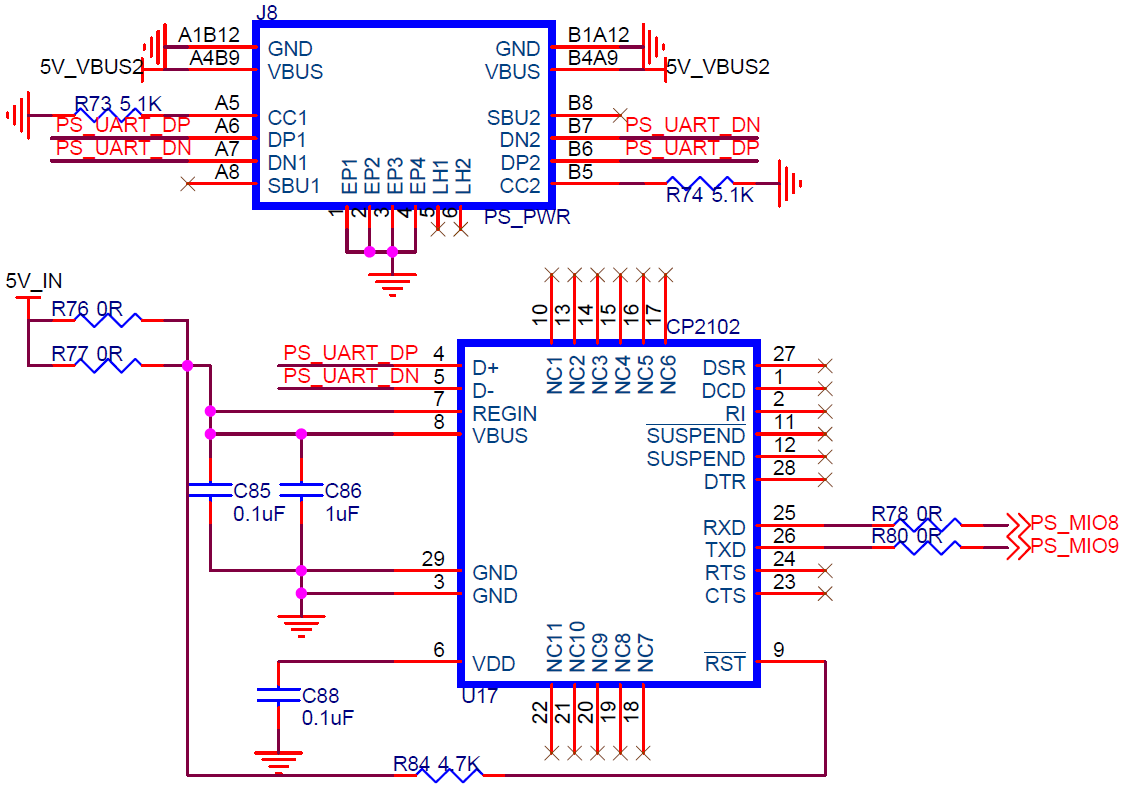 J8
A1B12 GND GND B1A12
5V_VBUS2 A4B9 VBUS VBUS B4A9 5V_VBUS2
R73 5.1K A5 CC1 SBU2 B8
PS_UART_DP A6 DP1 DN2 B7 PS_UART_DN
PS_UART_DN A7 DN1 DP2 B6 PS_UART_DP
A8 SBU1 CC2 B5 R74 5.1K
EP1 EP2 EP3 EP4 LH1 LH2
1 2 3 4 5 6 PS_PWR
5V_IN
R76 0R
R77 0R
10 13 14 15 16 17 CP2102
NC1 NC2 NC3 NC4 NC5 NC6
PS_UART_DP 4 D+ DSR 27
PS_UART_DN 5 D- DCD 1
7 REGIN RI 2
8 VBUS SUSPEND 11
SUSPEND 12
DTR 28
C85 0.1uF
C86 1uF
RXD 25 R78 0R PS_MIO8
TXD 26 R80 0R PS_MIO9
29 GND RTS 24
3 GND CTS 23
6 VDD RST 9
NC11 NC10 NC9 NC8 NC7
U17
22 21 20 19 18
C88
0.1uF
R84 4.7K